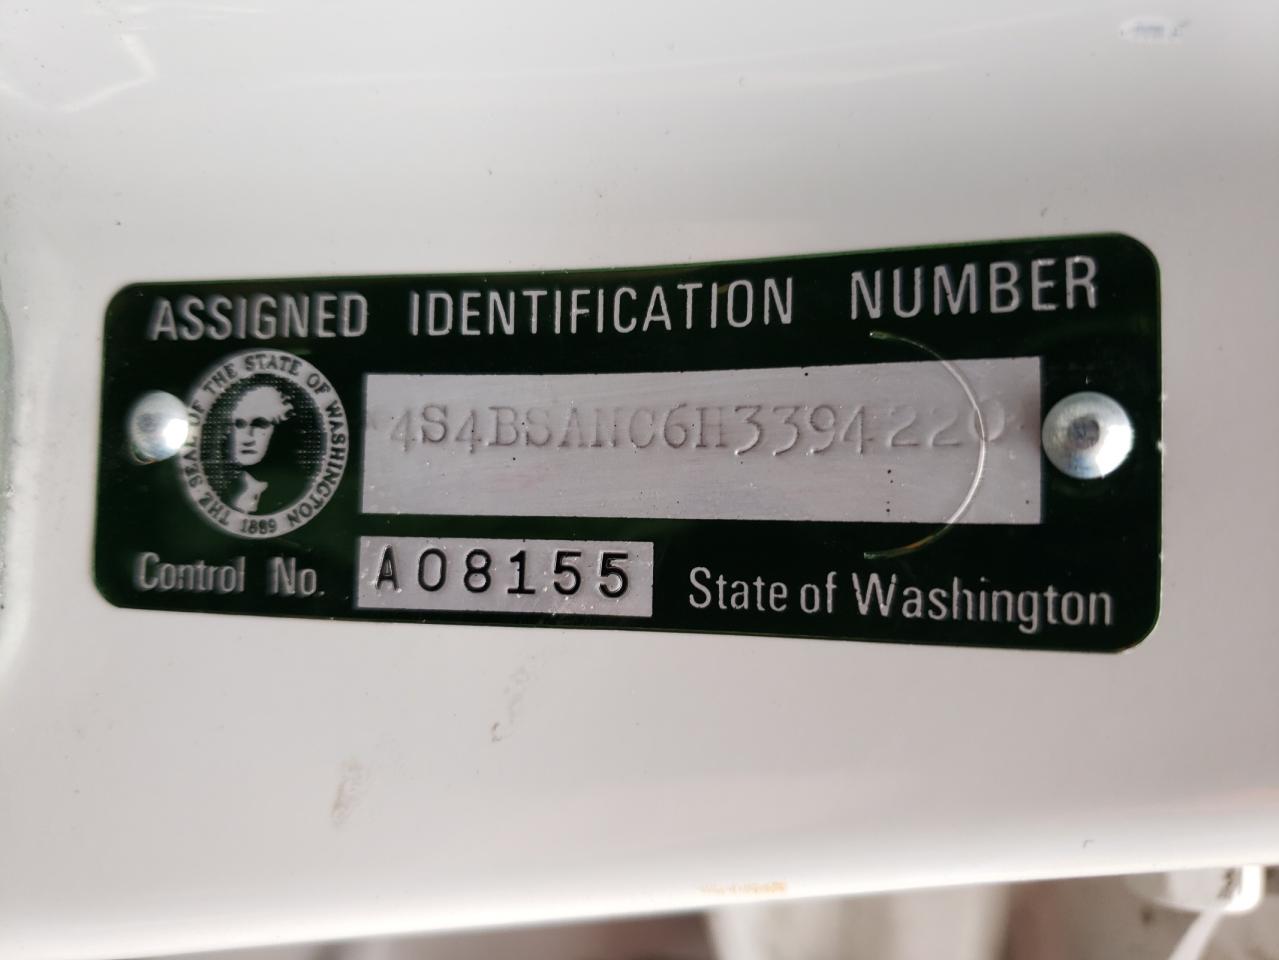 ASSIGNED IDENTIFICATION NUMBER
THE SEAL OF THE STATE OF WASHINGTON
1889
4S4BSANC6H3394220
Control No. A08155 State of Washington